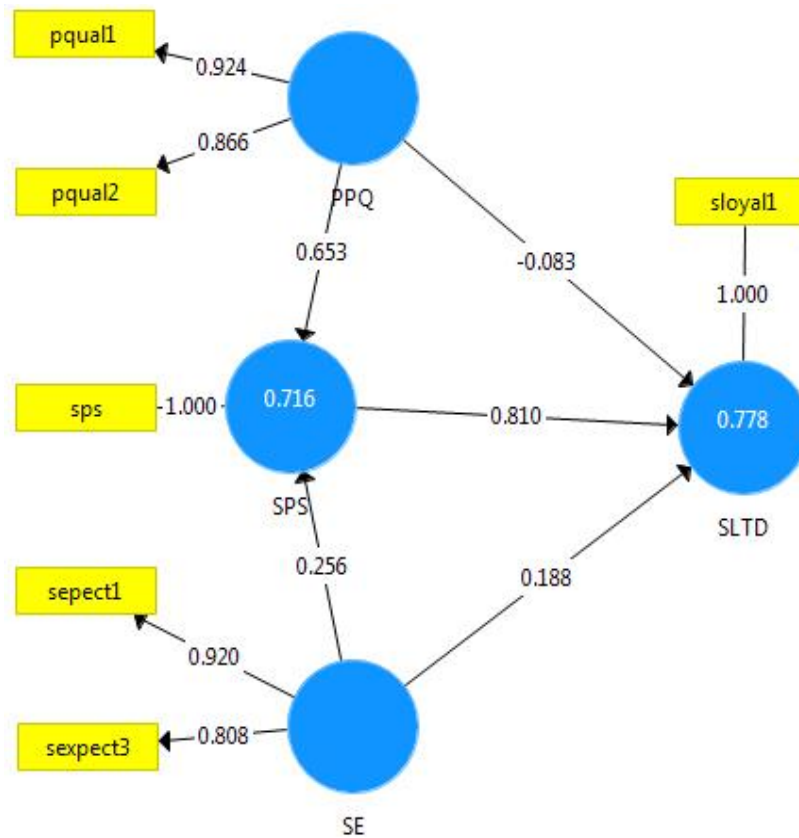 pqual1
0.924
0.866
pqual2
PPQ
sloyal1
0.653
-0.083
1.000
sps
-1.000
0.716
0.810
0.778
SPS
SLTD
sepect1
0.256
0.188
0.920
sexpect3
0.808
SE